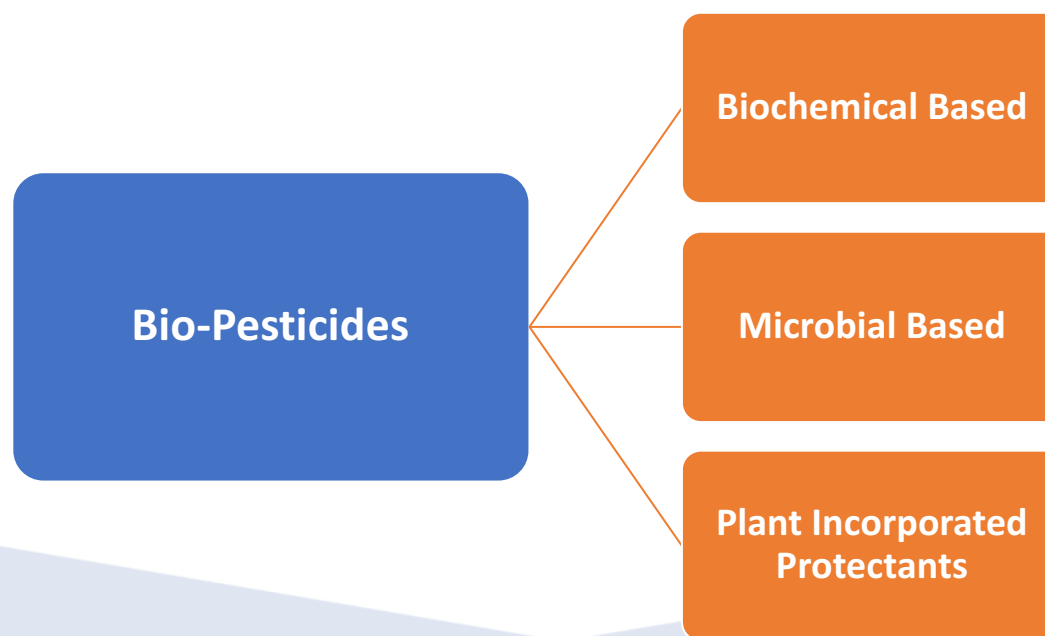 Bio-Pesticides
Biochemical Based
Microbial Based
Plant Incorporated
Protectants